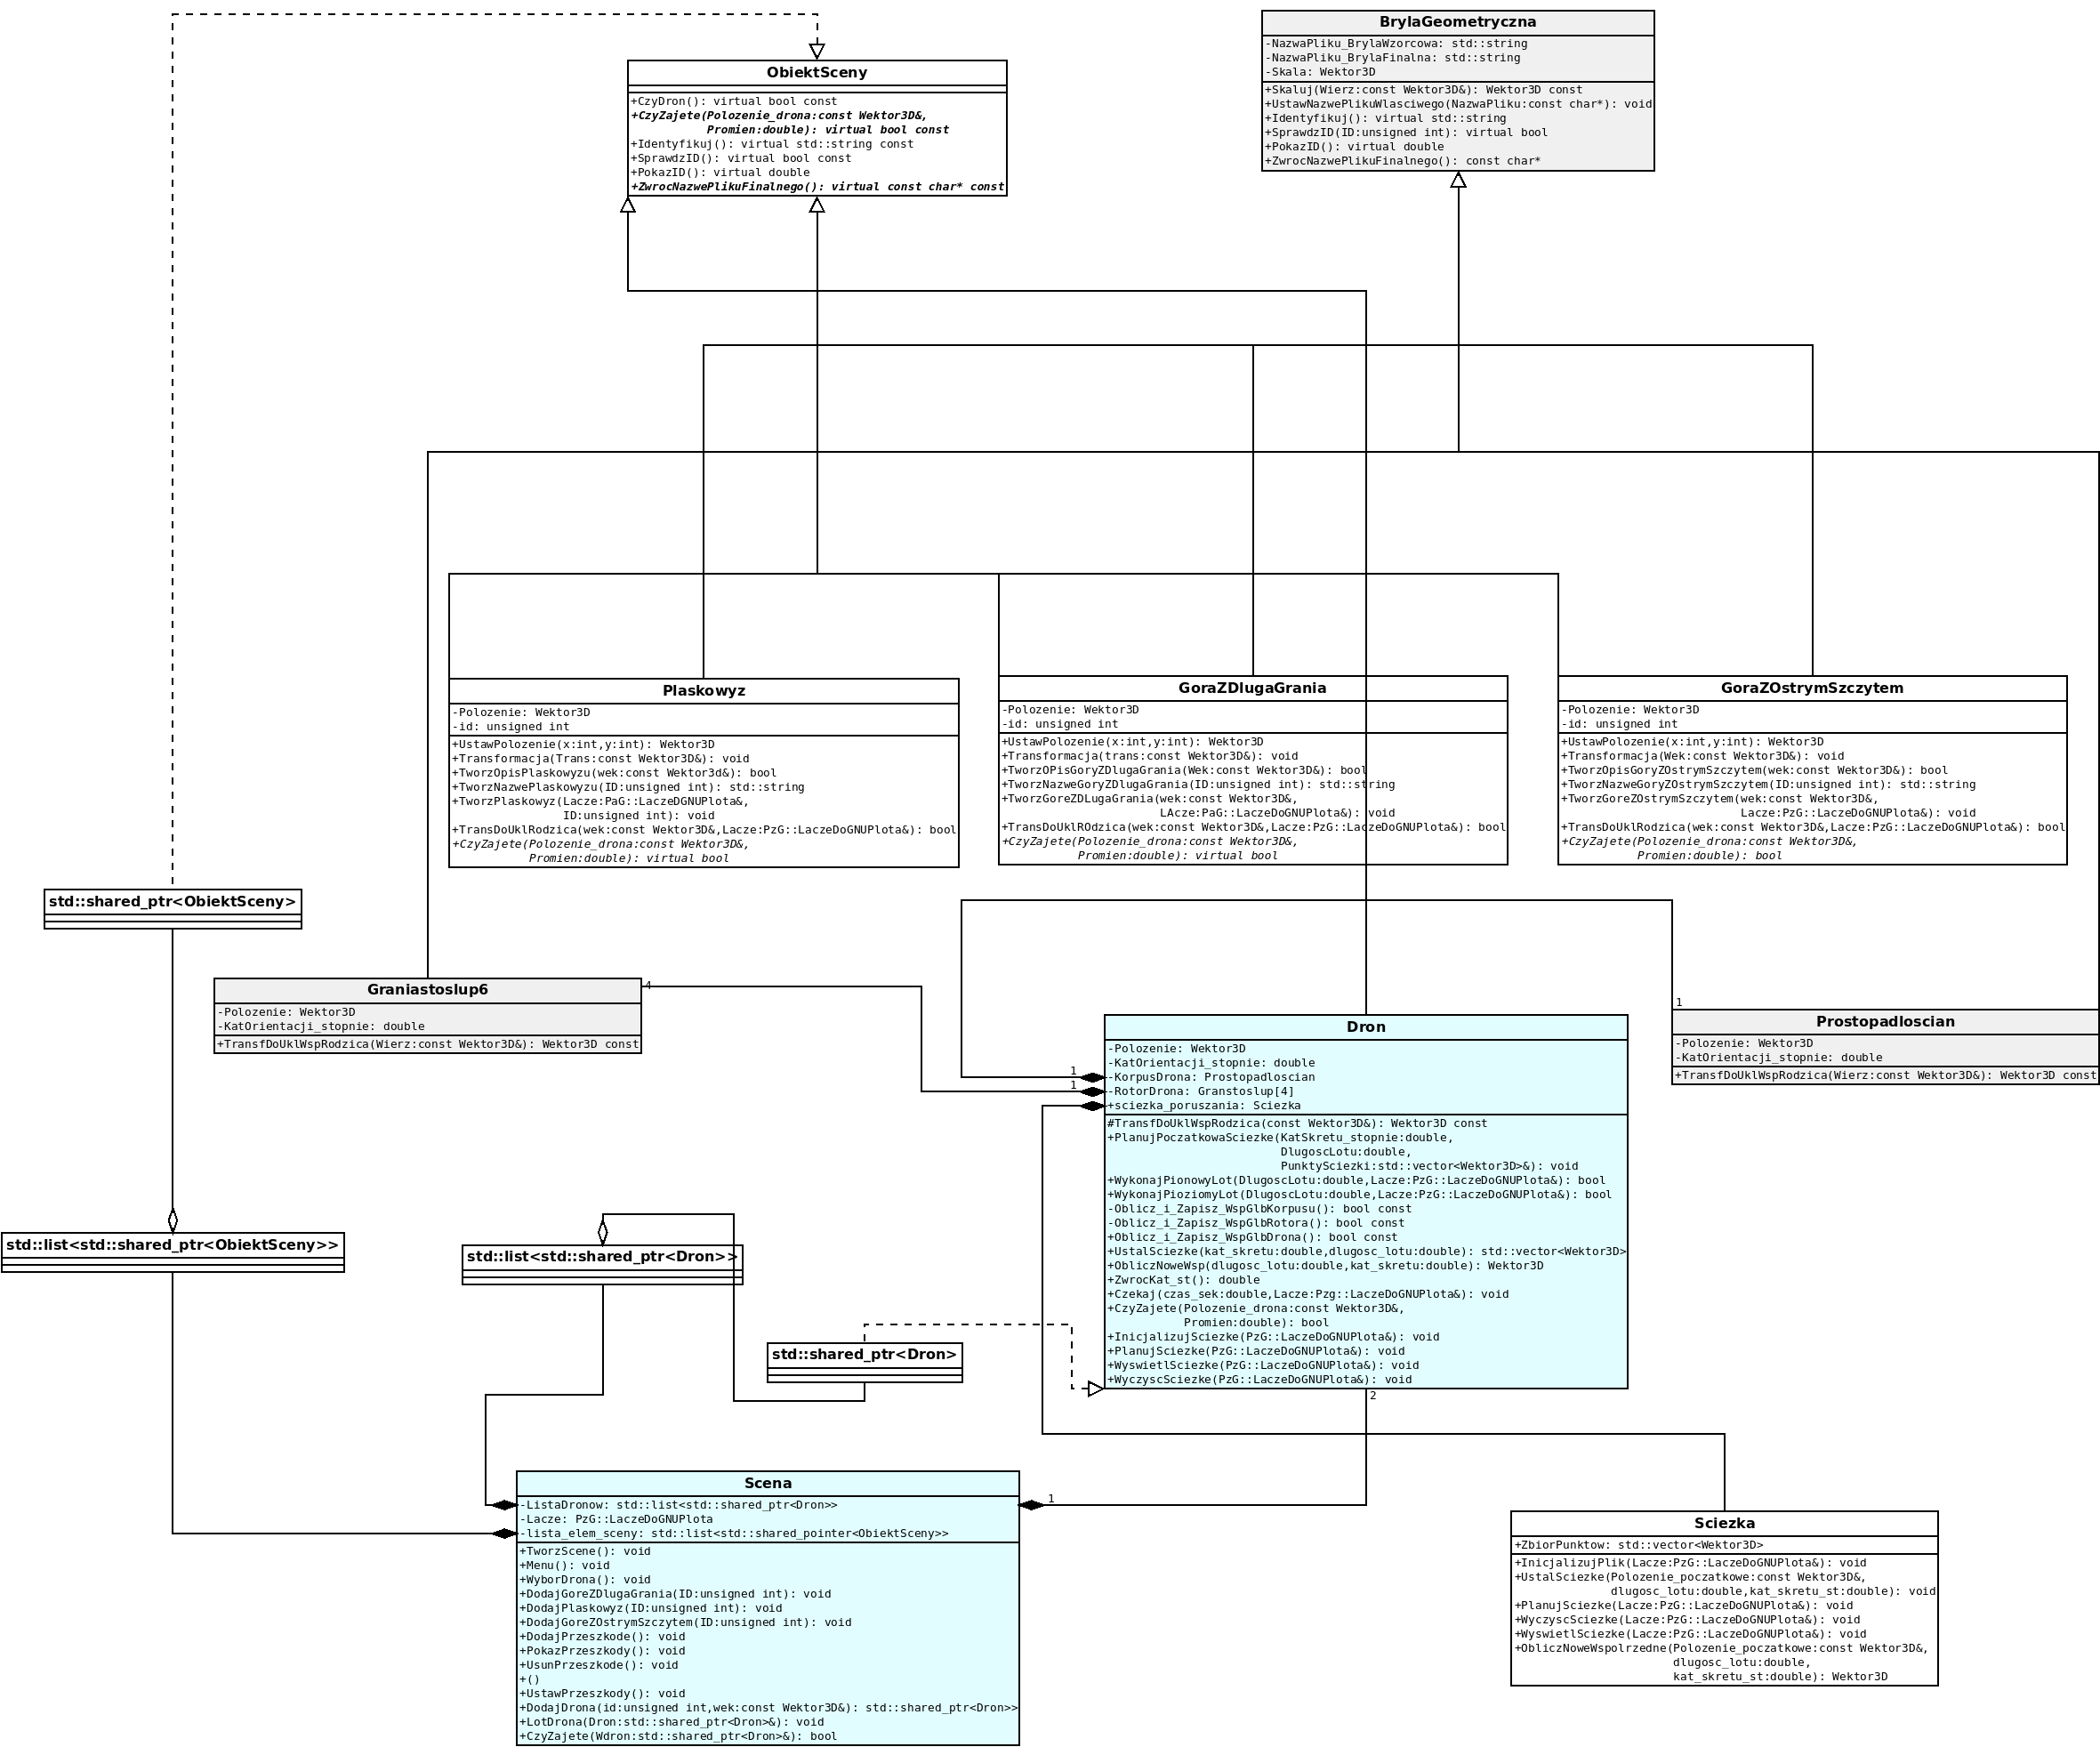 BrylaGeometryczna
-NazwaPliku_BrylaWzorcowa: std::string
-NazwaPliku_BrylaFinalna: std::string
-Skala: Wektor3D
+Skaluj(Wierz:const Wektor3D&): Wektor3D const
+UstawNazwePlikuWlasciwego(NazwaPliku:const char*): void
+Identyfikuj(): virtual std::string
+SprawdzID(ID:unsigned int): virtual bool
+PokazID(): virtual double
+ZwrocNazwePlikuFinalnego(): const char*
ObiektSceny
+CzyDron(): virtual bool const
+CzyZajete(Polozenie_drona:const Wektor3D&,
Promien:double): virtual bool const
+Identyfikuj(): virtual std::string const
+SprawdzID(): virtual bool const
+PokazID(): virtual double
+ZwrocNazwePlikuFinalnego(): virtual const char* const
Plaskowyz
-Polozenie: Wektor3D
-id: unsigned int
+UstawPolozenie(x:int,y:int): Wektor3D
+Transformacja(Trans:const Wektor3D&): void
+TworzOpisPlaskowyzu(wek:const Wektor3d&): bool
+TworzNazwePlaskowyzu(ID:unsigned int): std::string
+TworzPlaskowyz(Lacze:PaG::LaczeDGNUPlota&,
ID:unsigned int): void
+TransDoUklRodzica(wek:const Wektor3D&,Lacze:PzG::LaczeDoGNUPlota&): bool
+CzyZajete(Polozenie_drona:const Wektor3D&,
Promien:double): virtual bool
GoraZDlugaGrania
-Polozenie: Wektor3D
-id: unsigned int
+UstawPolozenie(x:int,y:int): Wektor3D
+Transformacja(trans:const Wektor3D&): void
+TworzOPisGoryZDlugaGrania(Wek:const Wektor3D&): bool
+TworzNazweGoryZDlugaGrania(ID:unsigned int): std::string
+TworzGoreZDLugaGrania(wek:const Wektor3D&,
LAcze:PaG::LaczeDoGNUPlota&): void
+TransDoUklROdzica(wek:const Wektor3D&,Lacze:PzG::LaczeDoGNUPlota&): bool
+CzyZajete(Polozenie_drona:const Wektor3D&,
Promien:double): virtual bool
GoraZOstrymSzczytem
-Polozenie: Wektor3D
-id: unsigned int
+UstawPolozenie(x:int,y:int): Wektor3D
+Transformacja(Wek:const Wektor3D&): void
+TworzOpisGoryZOstrymSzczytem(wek:const Wektor3D&): bool
+TworzNazweGoryZOstrymSzczytem(ID:unsigned int): std::string
+TworzGoreZOstrymSzczytem(wek:const Wektor3D&,
Lacze:PzG::LaczeDoGNUPlota&): void
+TransDoUklRodzica(wek:const Wektor3D&,Lacze:PzG::LaczeDoGNUPlota&): bool
+CzyZajete(Polozenie_drona:const Wektor3D&,
Promien:double): bool
std::shared_ptr<ObiektSceny>
Graniastoslup6
-Polozenie: Wektor3D
-KatOrientacji_stopnie: double
+TransfDoUklWspRodzica(Wierz:const Wektor3D&): Wektor3D const
4
1
1
Dron
-Polozenie: Wektor3D
-KatOrientacji_stopnie: double
-KorpusDrona: Prostopadloscian
-RotorDrona: Granstoslup[4]
+sciezka_poruszania: Sciezka
#TransfDoUklWspRodzica(const Wektor3D&): Wektor3D const
+PlanujPoczatkowaSciezke(KatSkretu_stopnie:double,
DlugoscLotu:double,
PunktySciezki:std::vector<Wektor3D>&): void
+WykonajPionowyLot(DlugoscLotu:double,Lacze:PzG::LaczeDoGNUPlota&): bool
+WykonajPioziomyLot(DlugoscLotu:double,Lacze:PzG::LaczeDoGNUPlota&): bool
-Oblicz_i_Zapisz_WspGlbKorpusu(): bool const
-Oblicz_i_Zapisz_WspGlbRotora(): bool const
+Oblicz_i_Zapisz_WspGlbDrona(): bool const
+UstalSciezke(kat_skretu:double,dlugosc_lotu:double): std::vector<Wektor3D>
+ObliczNoweWsp(dlugosc_lotu:double,kat_skretu:double): Wektor3D
+ZwrocKat_st(): double
+Czekaj(czas_sek:double,Lacze:Pzg::LaczeDoGNUPlota&): void
+CzyZajete(Polozenie_drona:const Wektor3D&,
Promien:double): bool
+InicjalizujSciezke(PzG::LaczeDoGNUPlota&): void
+PlanujSciezke(PzG::LaczeDoGNUPlota&): void
+WyswietlSciezke(PzG::LaczeDoGNUPlota&): void
+WyczyscSciezke(PzG::LaczeDoGNUPlota&): void
2
1
Prostopadloscian
-Polozenie: Wektor3D
-KatOrientacji_stopnie: double
+TransfDoUklWspRodzica(Wierz:const Wektor3D&): Wektor3D const
std::list<std::shared_ptr<ObiektSceny>>
std::list<std::shared_ptr<Dron>>
std::shared_ptr<Dron>
Scena
-ListaDronow: std::list<std::shared_ptr<Dron>>
-Lacze: PzG::LaczeDoGNUPlota
-lista_elem_sceny: std::list<std::shared_pointer<ObiektSceny>>
+TworzScene(): void
+Menu(): void
+WyborDrona(): void
+DodajGoreZDlugaGrania(ID:unsigned int): void
+DodajPlaskowyz(ID:unsigned int): void
+DodajGoreZOstrymSzczytem(ID:unsigned int): void
+DodajPrzeszkode(): void
+PokazPrzeszkody(): void
+UsunPrzeszkode(): void
+()
+UstawPrzeszkody(): void
+DodajDrona(id:unsigned int,wek:const Wektor3D&): std::shared_ptr<Dron>>
+LotDrona(Dron:std::shared_ptr<Dron>&): void
+CzyZajete(Wdron:std::shared_ptr<Dron>&): bool
1
Sciezka
+ZbiorPunktow: std::vector<Wektor3D>
+InicjalizujPlik(Lacze:PzG::LaczeDoGNUPlota&): void
+UstalSciezke(Polozenie_poczatkowe:const Wektor3D&,
dlugosc_lotu:double,kat_skretu_st:double): void
+PlanujSciezke(Lacze:PzG::LaczeDoGNUPlota&): void
+WyczyscSciezke(Lacze:PzG::LaczeDoGNUPlota&): void
+WyswietlSciezke(Lacze:PzG::LaczeDoGNUPlota&): void
+ObliczNoweWspolrzedne(Polozenie_poczatkowe:const Wektor3D&,
dlugosc_lotu:double,
kat_skretu_st:double): Wektor3D